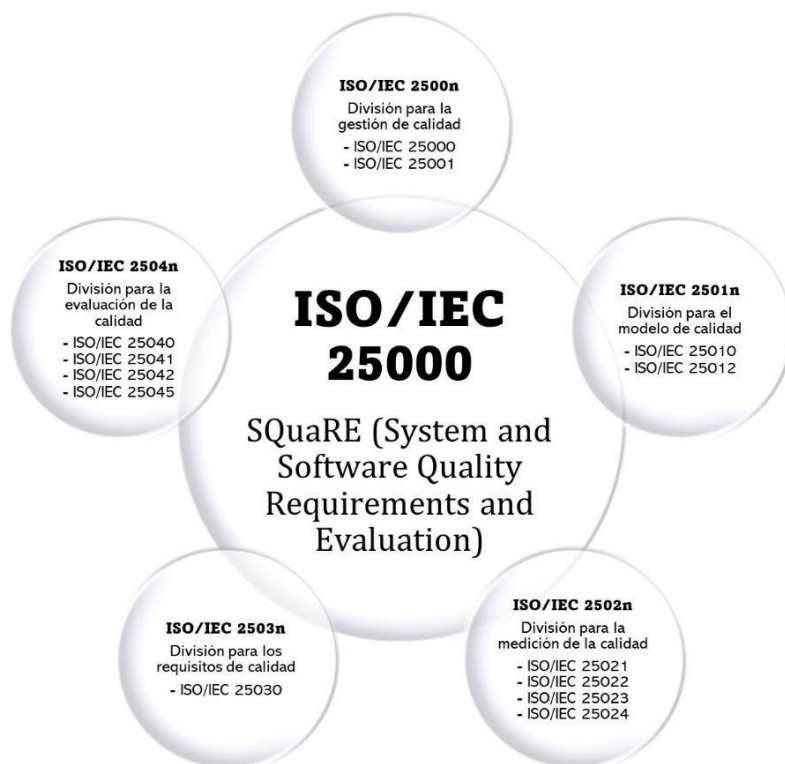 ISO/IEC 2500n
División para la
gestión de calidad
- ISO/IEC 25000
- ISO/IEC 25001
ISO/IEC 2504n
División para la
evaluación de la
calidad
- ISO/IEC 25040
- ISO/IEC 25041
- ISO/IEC 25042
- ISO/IEC 25045
ISO/IEC
25000
SQuaRE (System and
Software Quality
Requirements and
Evaluation)
ISO/IEC 2501n
División para el
modelo de calidad
- ISO/IEC 25010
- ISO/IEC 25012
ISO/IEC 2503n
División para los
requisitos de calidad
- ISO/IEC 25030
ISO/IEC 2502n
División para la
medición de la calidad
- ISO/IEC 25021
- ISO/IEC 25022
- ISO/IEC 25023
- ISO/IEC 25024